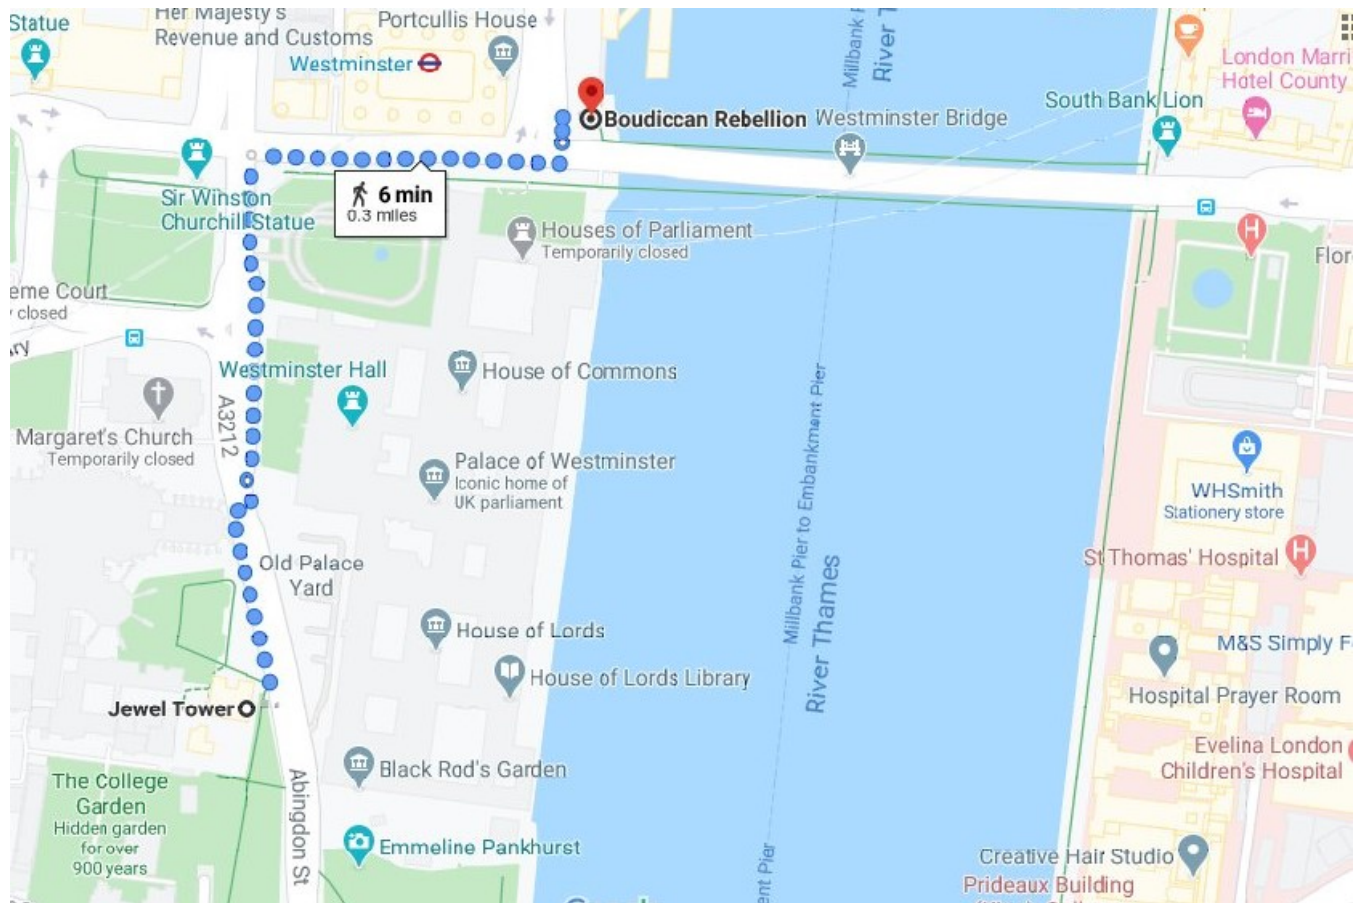 Statue
Her Majesty's
Revenue and Customs
Portcullis House
Westminster
Millbank
River
London Marri
Hotel County
South Bank Lion
Boudiccan Rebellion
Westminster Bridge
6 min
0.3 miles
Sir Winston
Churchill Statue
Houses of Parliament
Temporarily closed
H
Flor
eme Court
closed
Westminster Hall
House of Commons
A3212
Margaret's Church
Temporarily closed
Palace of Westminster
Iconic home of
UK parliament
Millbank Pier to Embankment Pier
River Thames
WHSmith
Stationery store
St Thomas' Hospital
H
Old Palace
Yard
House of Lords
House of Lords Library
M&S Simply F
Hospital Prayer Room
Jewel Tower
Evelina London
Children's Hospital
Black Rod's Garden
The College
Garden
Hidden garden
for over
900 years
Abingdon St
Emmeline Pankhurst
ent Pier
Creative Hair Studio
Prideaux Building